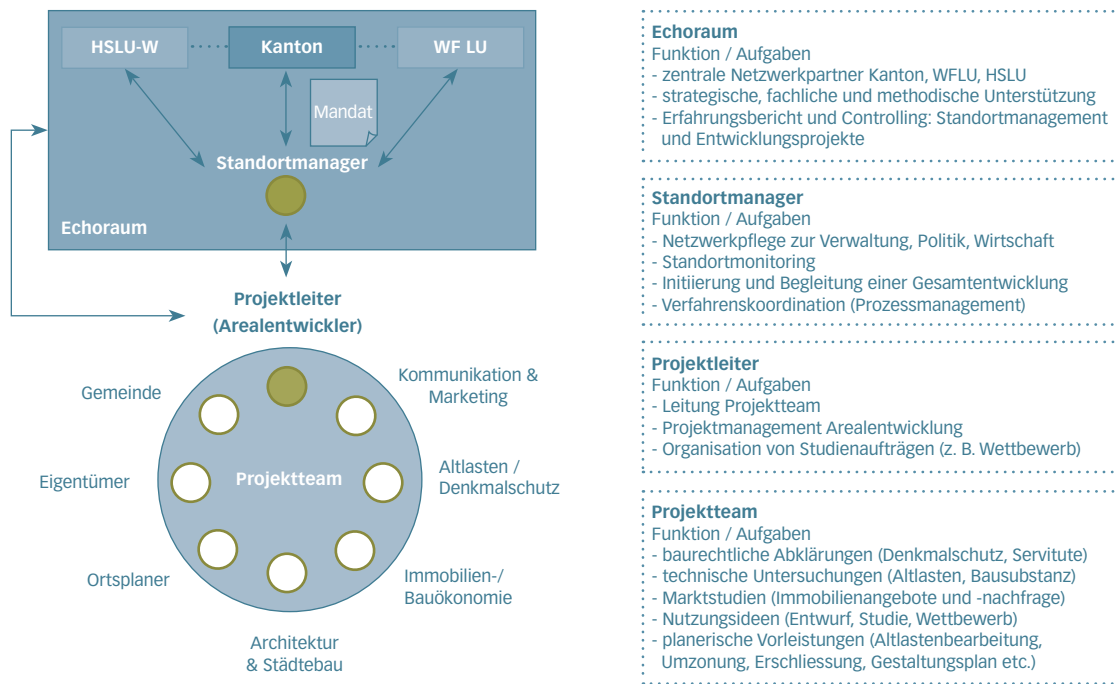 HSLU-W
Kanton
WF LU
Mandat
Standortmanager
Echoraum
Projektleiter
(Arealentwickler)
Gemeinde
Kommunikation &
Marketing
Eigentümer
Projektteam
Altlasten /
Denkmalschutz
Ortsplaner
Immobilien-/
Bauökonomie
Architektur
& Städtebau
Echoraum
Funktion / Aufgaben
- zentrale Netzwerkpartner Kanton, WFLU, HSLU
- strategische, fachliche und methodische Unterstützung
- Erfahrungsbericht und Controlling: Standortmanagement
und Entwicklungsprojekte
Standortmanager
Funktion / Aufgaben
- Netzwerkpflege zur Verwaltung, Politik, Wirtschaft
- Standortmonitoring
- Initiierung und Begleitung einer Gesamtentwicklung
- Verfahrenskoordination (Prozessmanagement)
Projektleiter
Funktion / Aufgaben
- Leitung Projektteam
- Projektmanagement Arealentwicklung
- Organisation von Studienaufträgen (z. B. Wettbewerb)
Projektteam
Funktion / Aufgaben
- baurechtliche Abklärungen (Denkmalschutz, Servitute)
- technische Untersuchungen (Altlasten, Bausubstanz)
- Marktstudien (Immobilienangebote und -nachfrage)
- Nutzungsideen (Entwurf, Studie, Wettbewerb)
- planerische Vorleistungen (Altlastenbearbeitung,
Umzonung, Erschliessung, Gestaltungsplan etc.)